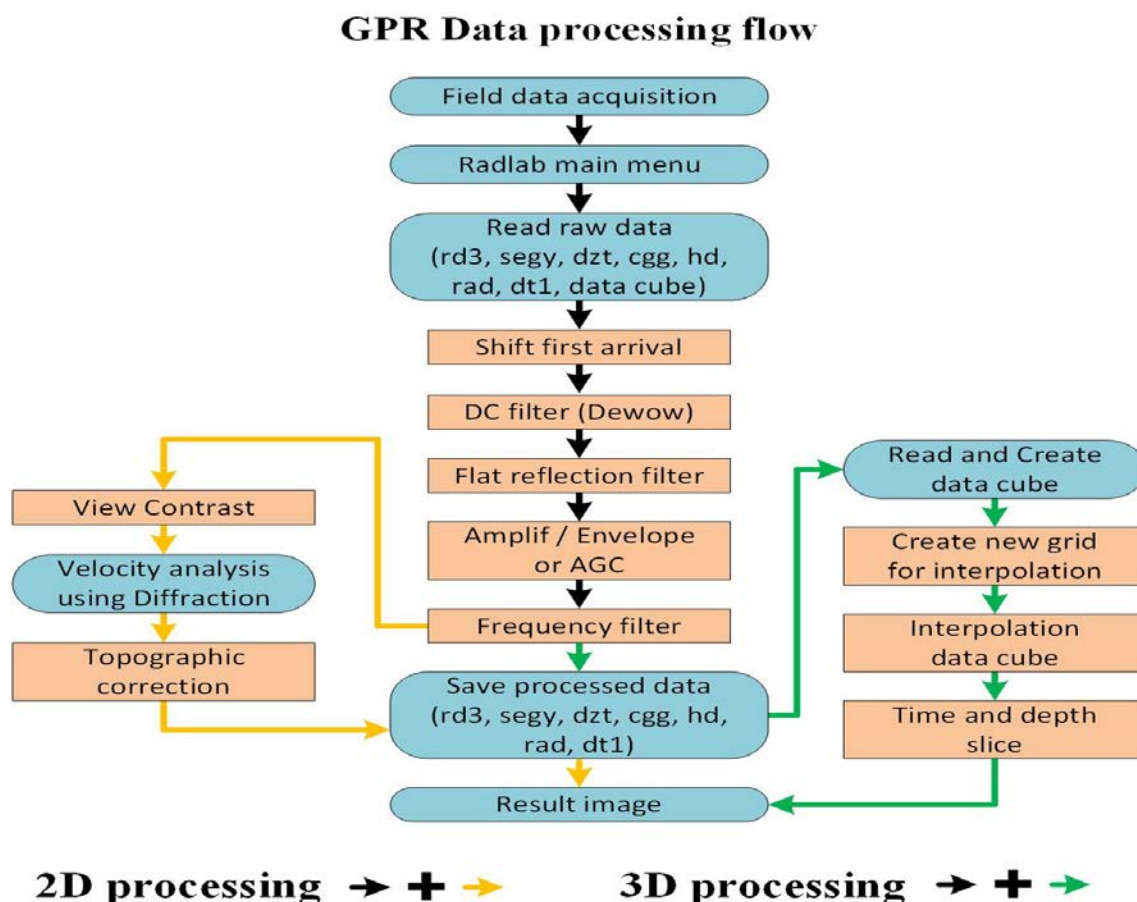 GPR Data processing flow
Field data acquisition
Radlab main menu
Read raw data
(rd3, segy, dzt, cgg, hd,
rad, dt1, data cube)
Shift first arrival
DC filter (Dewow)
Flat reflection filter
Amplif / Envelope
or AGC
Frequency filter
View Contrast
Velocity analysis
using Diffraction
Topographic
correction
Save processed data
(rd3, segy, dzt, cgg, hd,
rad, dt1)
Read and Create
data cube
Create new grid
for interpolation
Interpolation
data cube
Time and depth
slice
Result image
2D processing +
3D processing +